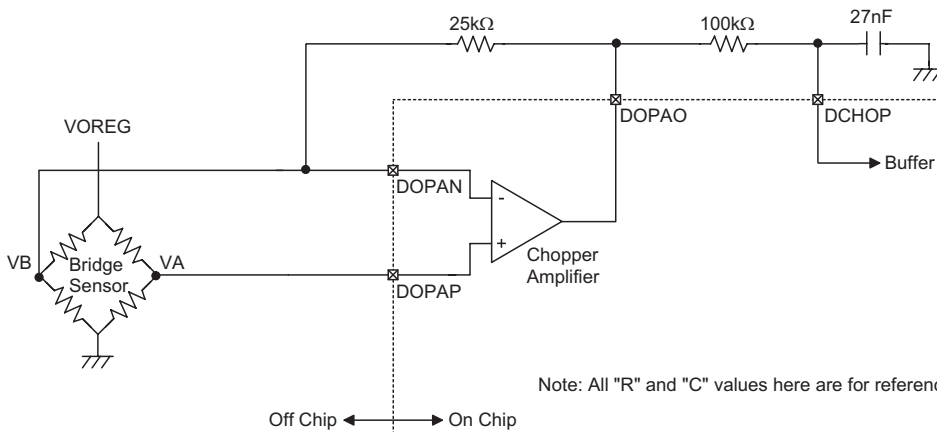 25kΩ
100kΩ
27nF
DOPAO
DCHOP
VOREG
Buffer
DOPAN
-
+
Chopper
Amplifier
VB
Bridge
Sensor
VA
DOPAP
Note: All "R" and "C" values here are for referenc
Off Chip
On Chip